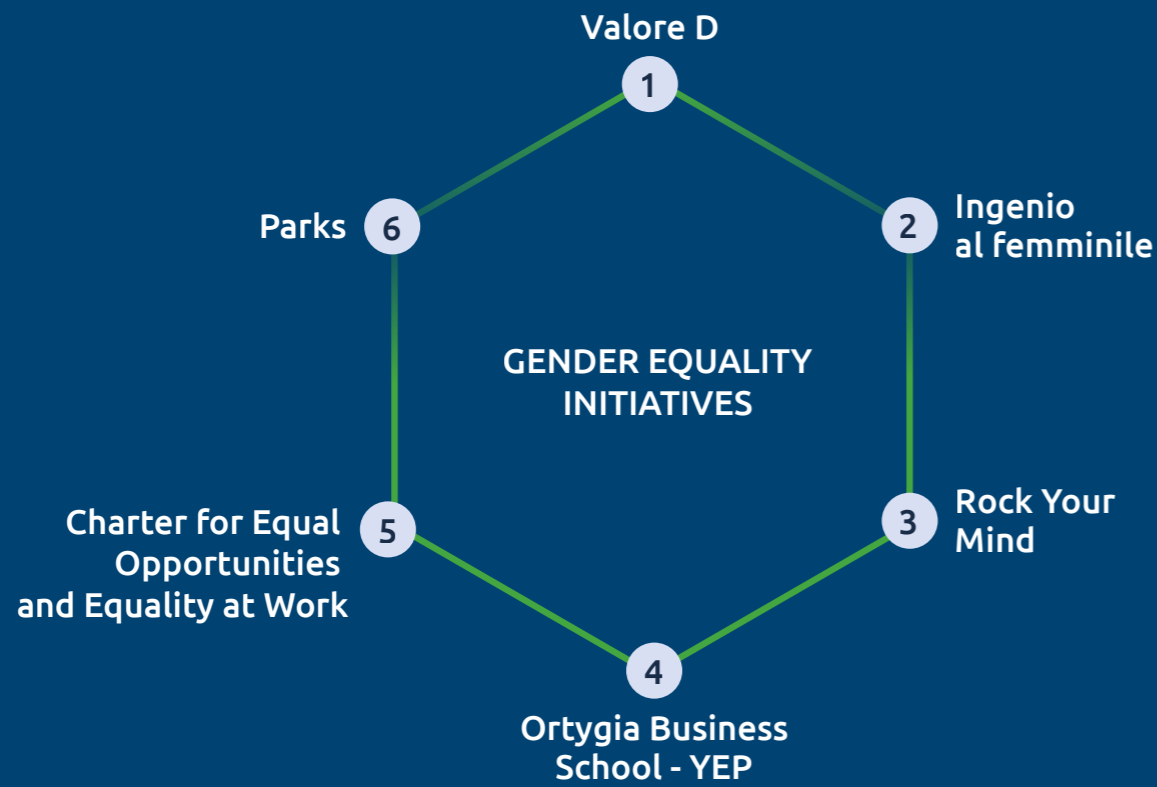 Valore D
1
2
Ingenio
al femminile
Parks
6
GENDER EQUALITY
INITIATIVES
3
Rock Your
Mind
Charter for Equal
Opportunities
and Equality at Work
5
4
Ortygia Business
School - YEP